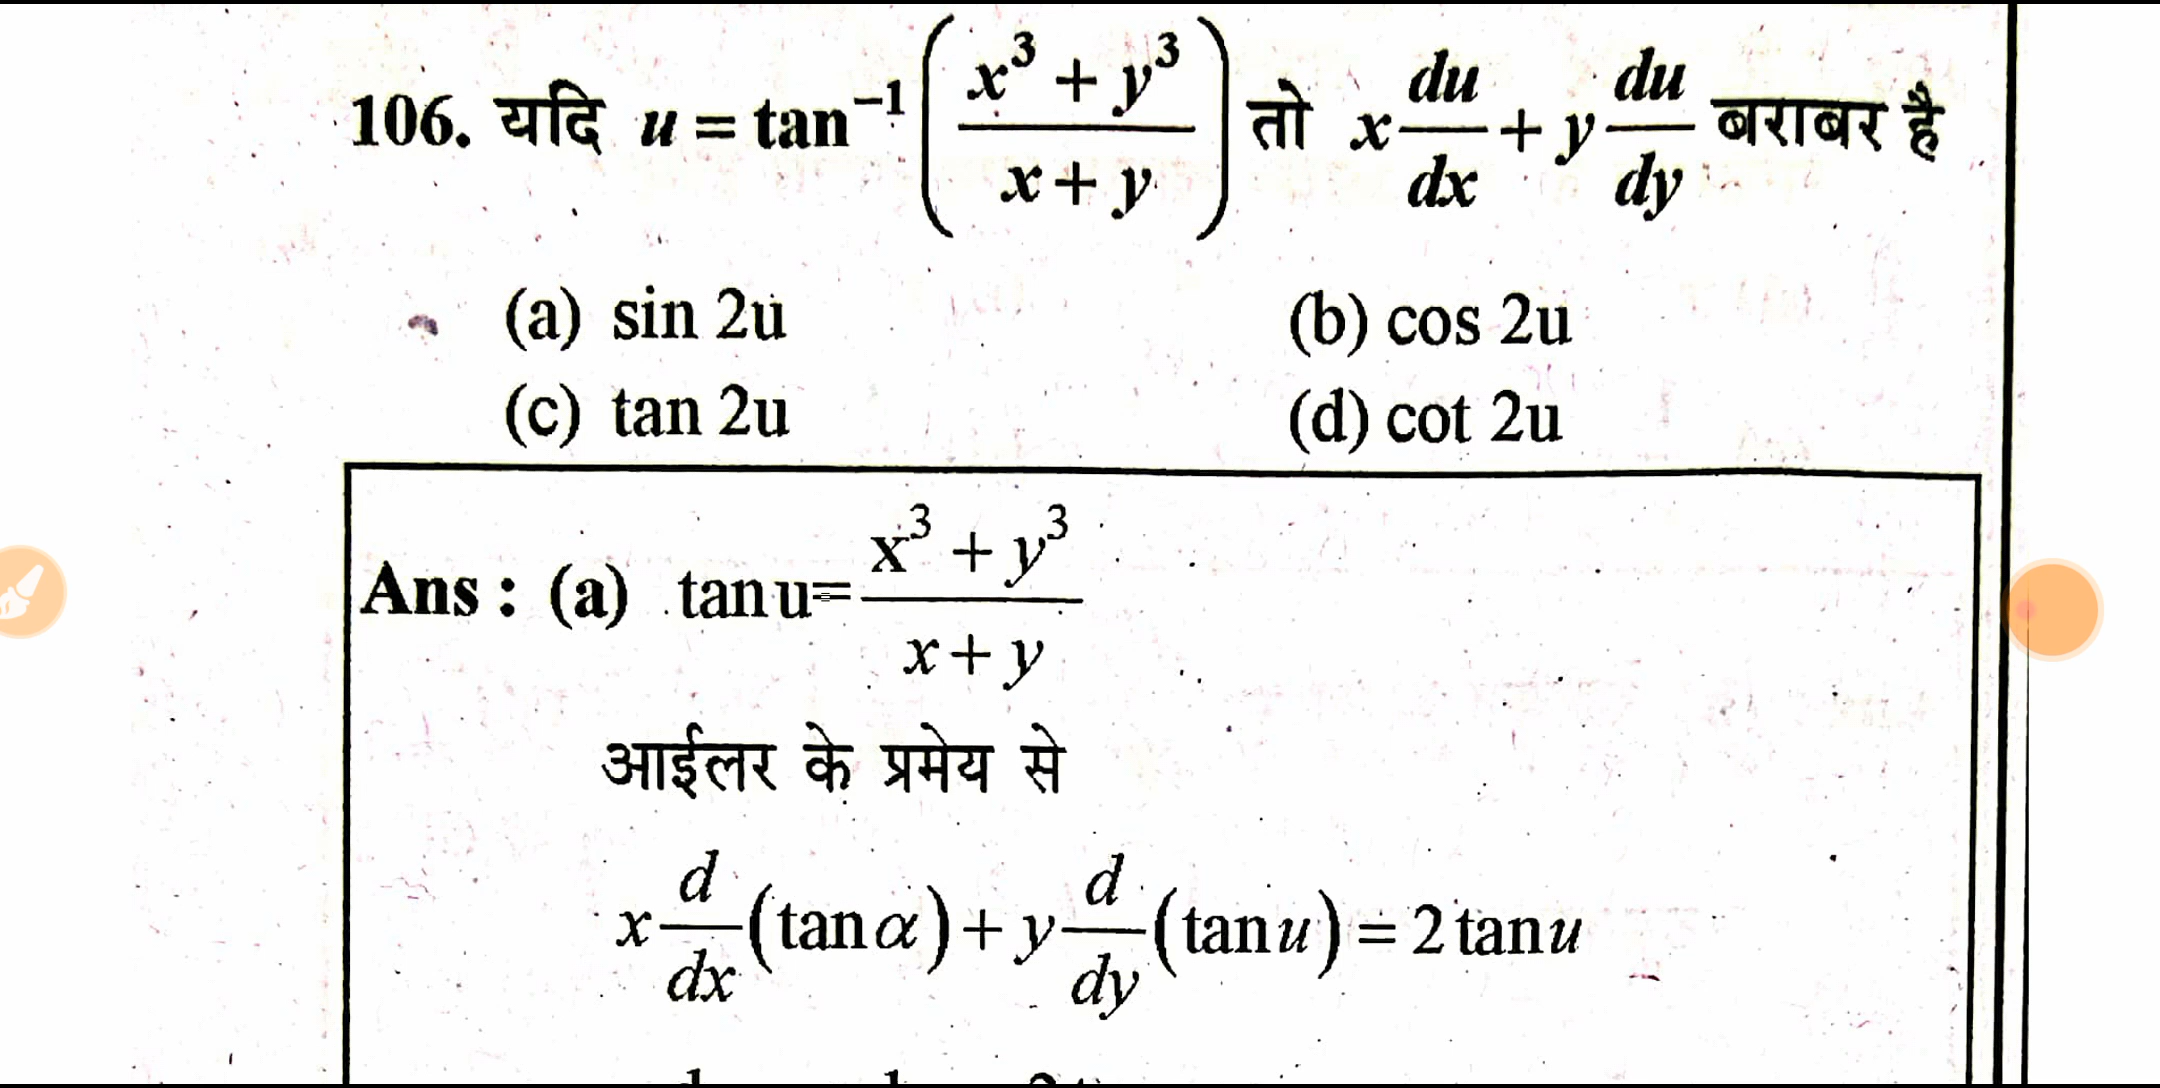 106. यदि u = tan⁻¹((x³ + y³)/(x + y)) तो x du/dx + y du/dy बराबर है
(a) sin 2u (b) cos 2u
(c) tan 2u (d) cot 2u
Ans : (a) tan u= (x³ + y³)/(x + y)
आईलर के प्रमेय से
x d/dx (tan α) + y d/dy (tan u) = 2 tan u